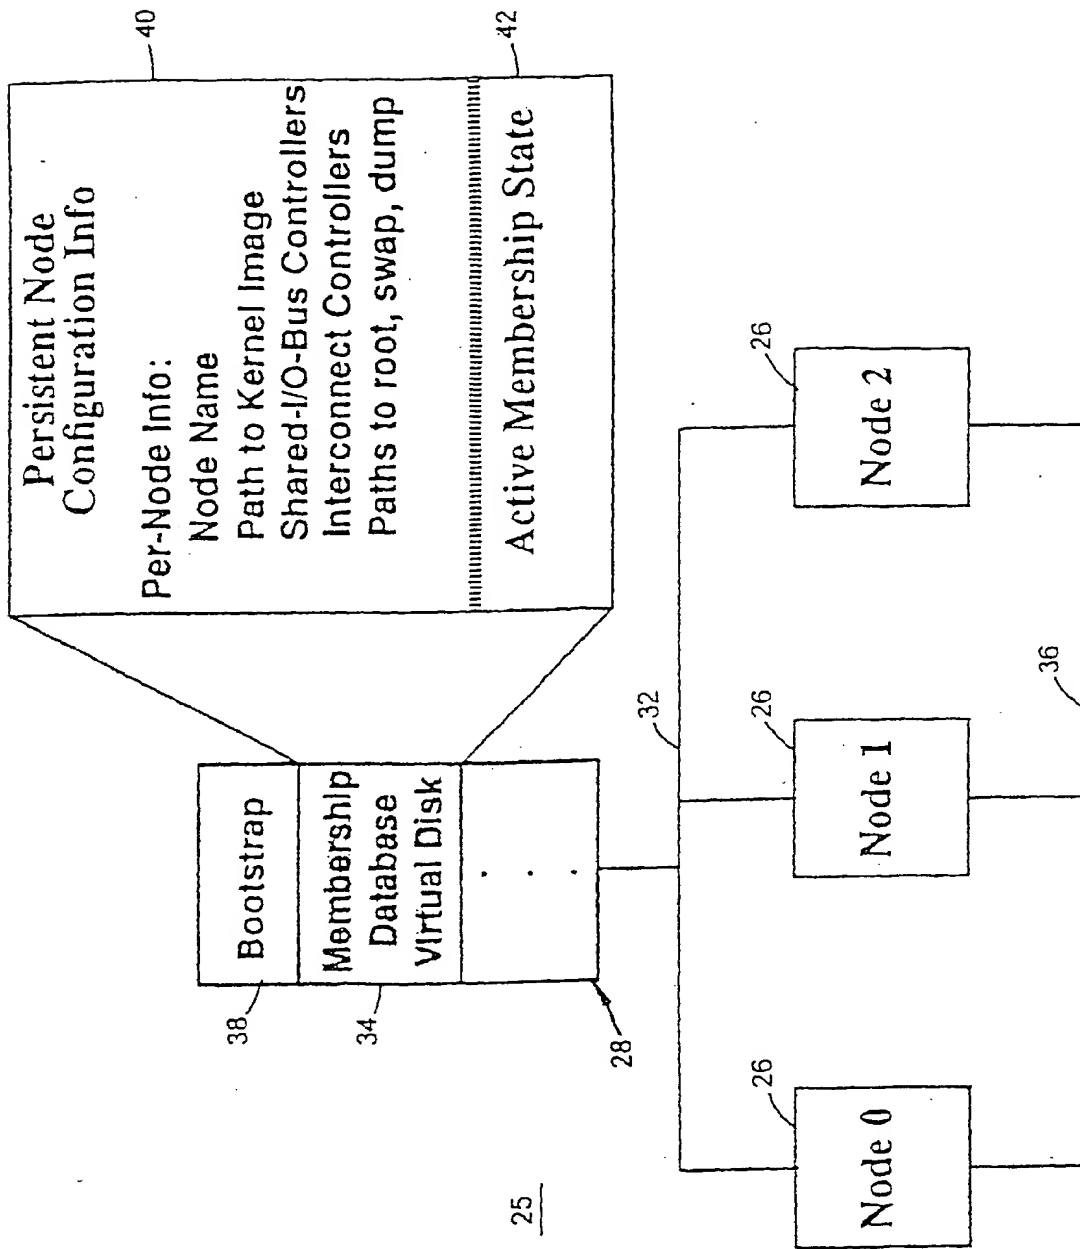 Persistent Node
Configuration Info
Per-Node Info:
Node Name
Path to Kernel Image
Shared-I/O-Bus Controllers
Interconnect Controllers
Paths to root, swap, dump
Active Membership State
40
42
Bootstrap
Membership
Database
Virtual Disk
.
.
.
38
34
28
32
25
26
Node 0
26
Node 1
26
Node 2
36